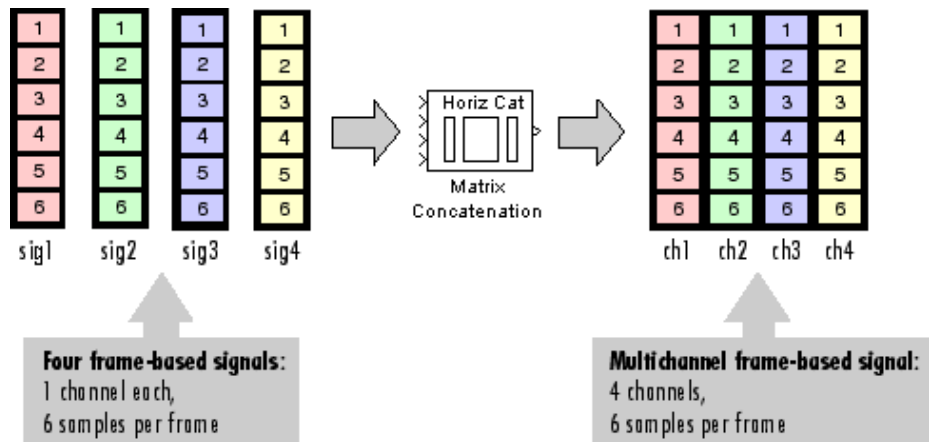 1 1 1 1
2 2 2 2
3 3 3 3
4 4 4 4
5 5 5 5
6 6 6 6
sig1 sig2 sig3 sig4
Horiz Cat
Matrix
Concatenation
1 1 1 1
2 2 2 2
3 3 3 3
4 4 4 4
5 5 5 5
6 6 6 6
ch1 ch2 ch3 ch4
Four frame-based signals:
1 channel each,
6 samples per frame
Multichannel frame-based signal:
4 channels,
6 samples per frame